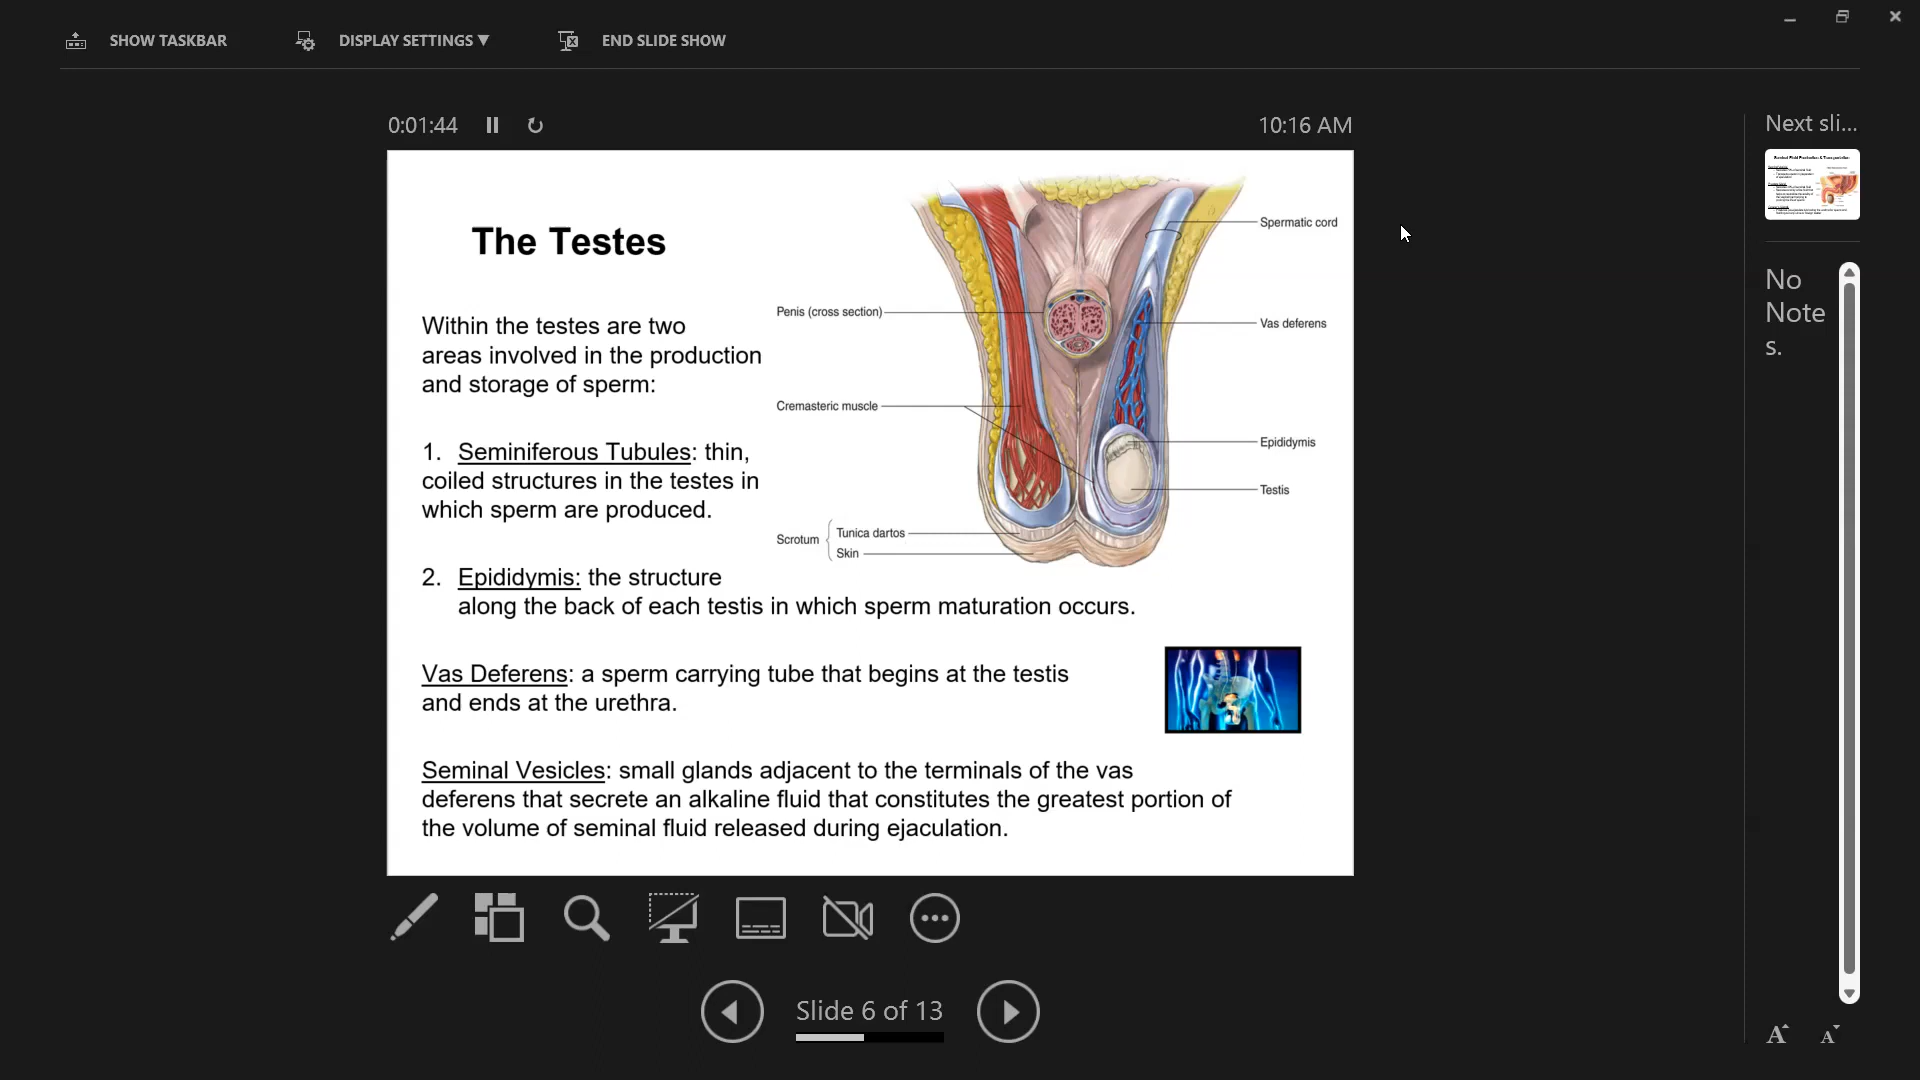 SHOW TASKBAR
DISPLAY SETTINGS ▼
END SLIDE SHOW
0:01:44
10:16 AM
Next sli...
The Testes
Within the testes are two
areas involved in the production
and storage of sperm:
1. Seminiferous Tubules: thin,
coiled structures in the testes in
which sperm are produced.
2. Epididymis: the structure
along the back of each testis in which sperm maturation occurs.
Vas Deferens: a sperm carrying tube that begins at the testis
and ends at the urethra.
Seminal Vesicles: small glands adjacent to the terminals of the vas
deferens that secrete an alkaline fluid that constitutes the greatest portion of
the volume of seminal fluid released during ejaculation.
Spermatic cord
Penis (cross section)
Vas deferens
Cremasteric muscle
Epididymis
Testis
Scrotum
Tunica dartos
Skin
No
Note
s.
Slide 6 of 13
A A